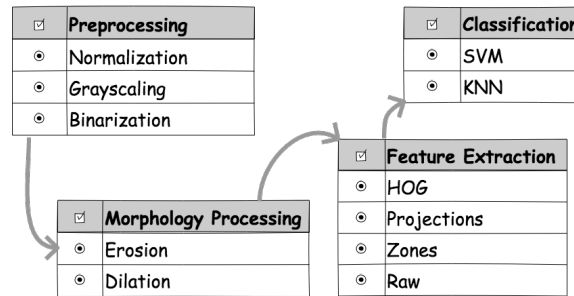 Preprocessing
Normalization
Grayscaling
Binarization
Morphology Processing
Erosion
Dilation
Feature Extraction
HOG
Projections
Zones
Raw
Classification
SVM
KNN